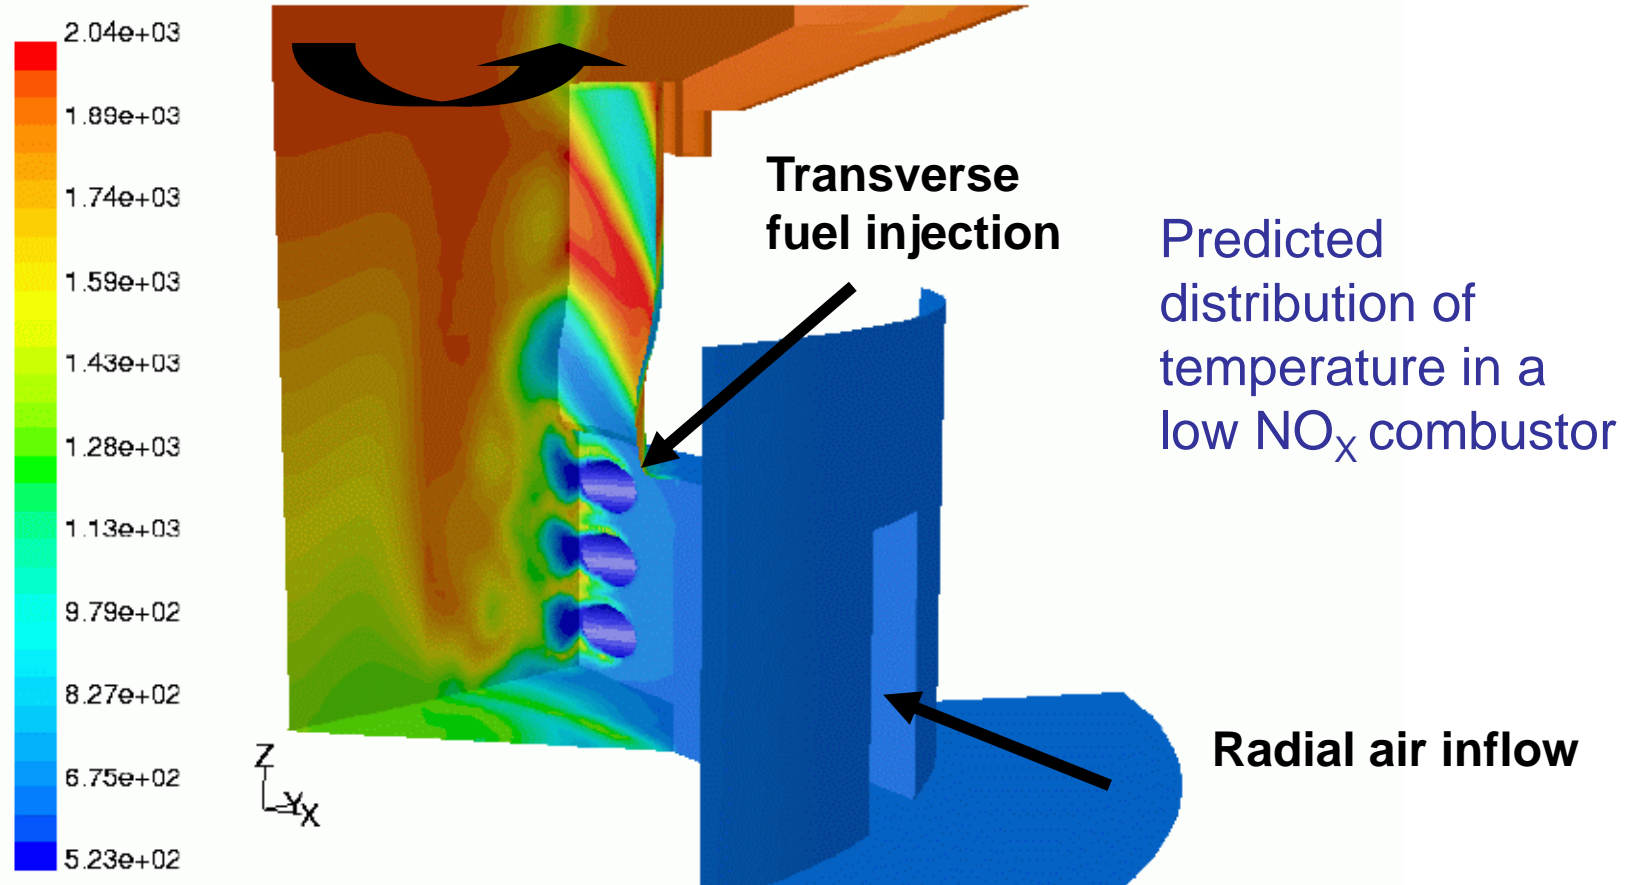 2.04e+03
1.89e+03
1.74e+03
1.59e+03
1.43e+03
1.28e+03
1.13e+03
9.79e+02
8.27e+02
6.75e+02
5.23e+02
Transverse
fuel injection
Predicted
distribution of
temperature in a
low NOX combustor
Radial air inflow
Z
Y
X